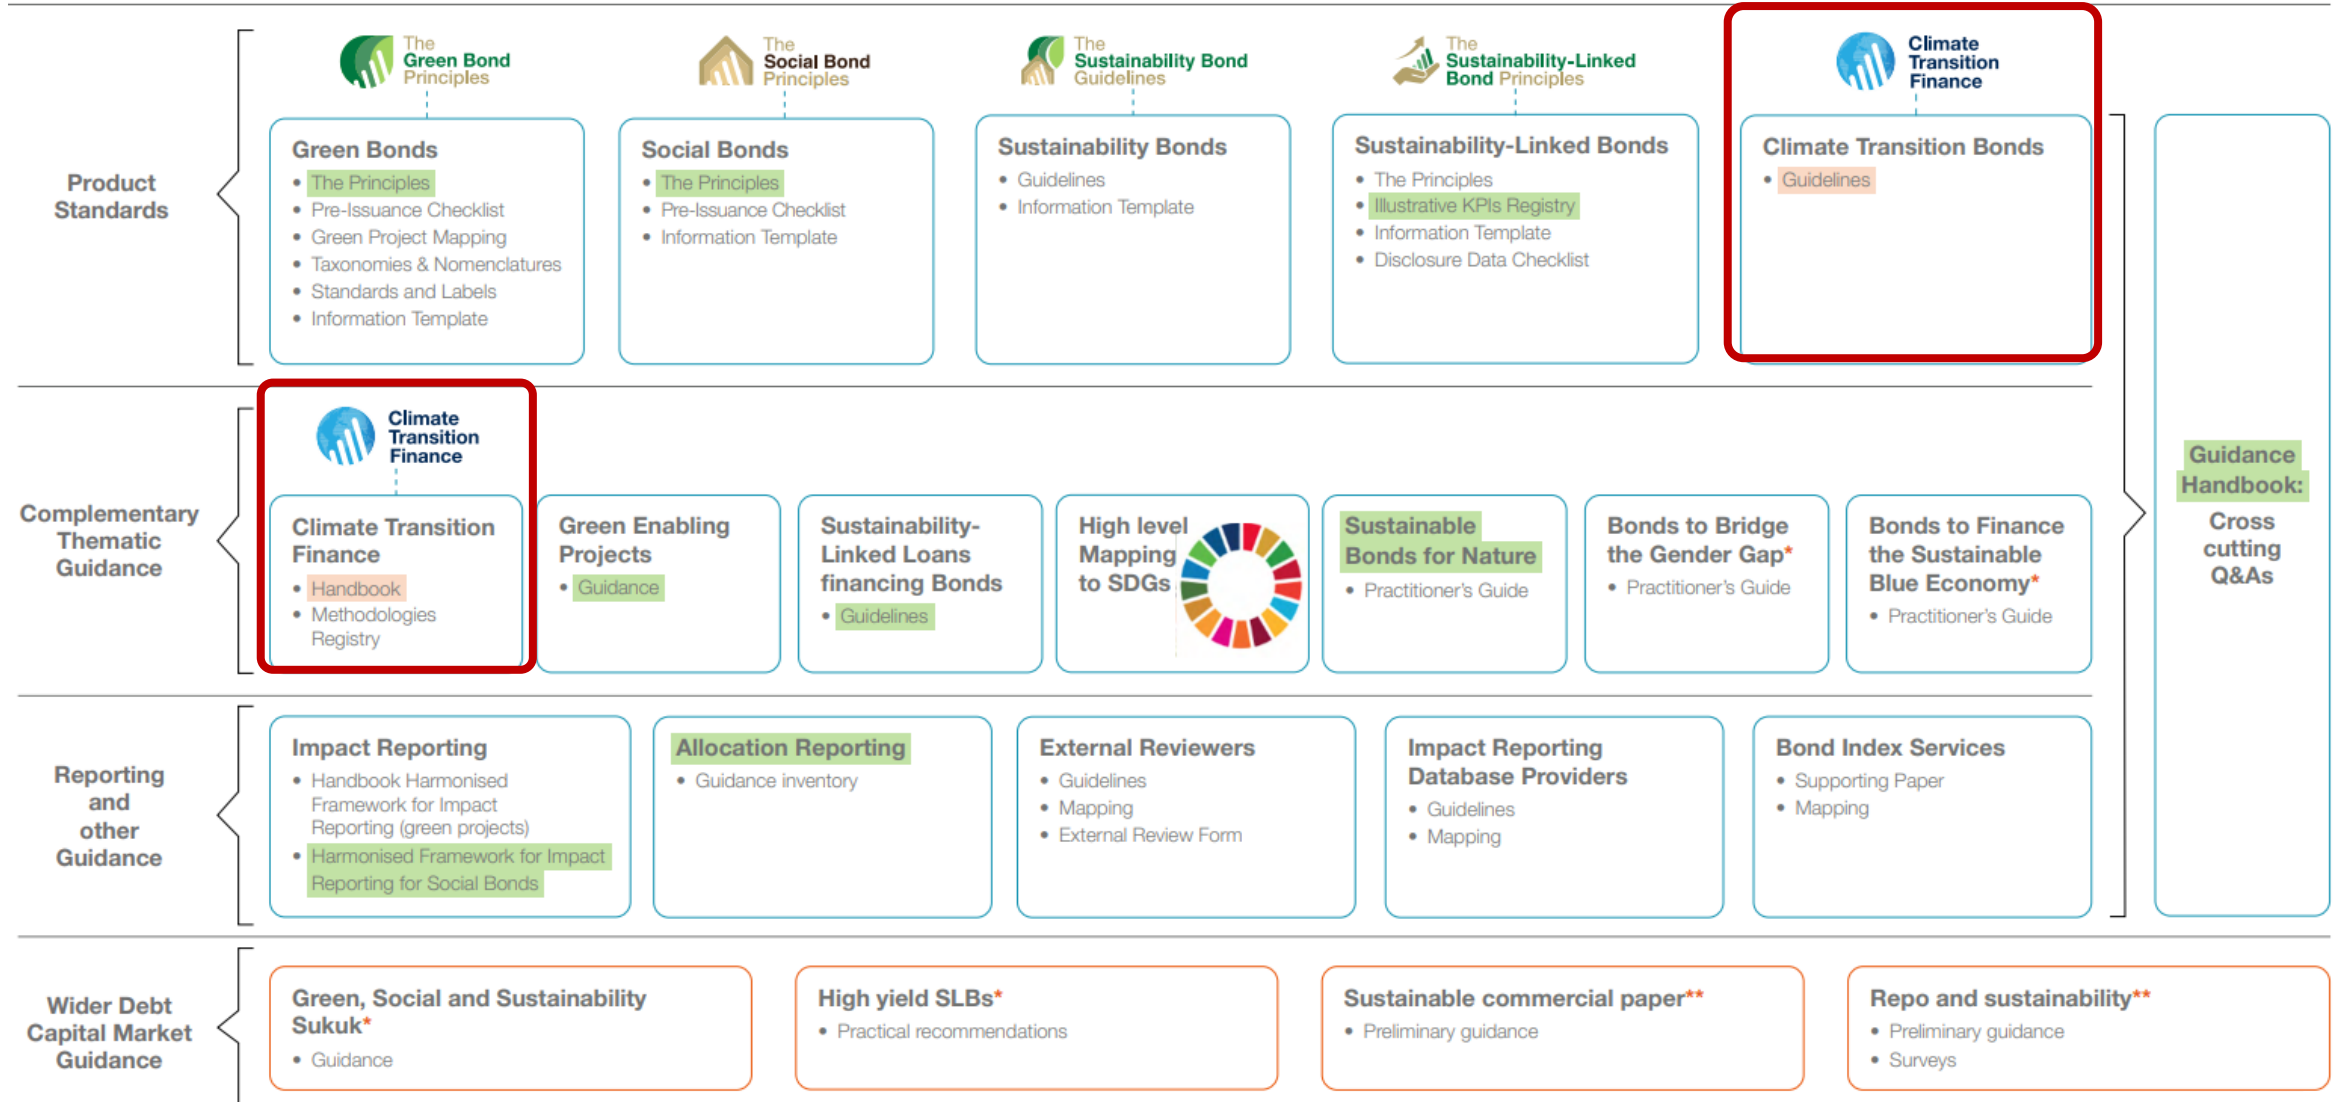 Product
Standards
The
Green Bond
Principles
Green Bonds
• The Principles
• Pre-Issuance Checklist
• Green Project Mapping
• Taxonomies & Nomenclatures
• Standards and Labels
• Information Template
The
Social Bond
Principles
Social Bonds
• The Principles
• Pre-Issuance Checklist
• Information Template
The
Sustainability Bond
Guidelines
Sustainability Bonds
• Guidelines
• Information Template
The
Sustainability-Linked
Bond Principles
Sustainability-Linked Bonds
• The Principles
• Illustrative KPIs Registry
• Information Template
• Disclosure Data Checklist
Climate
Transition
Finance
Climate Transition Bonds
• Guidelines
Complementary
Thematic
Guidance
Climate
Transition
Finance
Climate Transition
Finance
• Handbook
• Methodologies
Registry
Green Enabling
Projects
• Guidance
Sustainability-
Linked Loans
financing Bonds
• Guidelines
High level
Mapping
to SDGs
Sustainable
Bonds for Nature
• Practitioner's Guide
Bonds to Bridge
the Gender Gap*
• Practitioner's Guide
Bonds to Finance
the Sustainable
Blue Economy*
• Practitioner's Guide
Guidance
Handbook:
Cross
cutting
Q&As
Reporting
and
other
Guidance
Impact Reporting
• Handbook Harmonised
Framework for Impact
Reporting (green projects)
• Harmonised Framework for Impact
Reporting for Social Bonds
Allocation Reporting
• Guidance inventory
External Reviewers
• Guidelines
• Mapping
• External Review Form
Impact Reporting
Database Providers
• Guidelines
• Mapping
Bond Index Services
• Supporting Paper
• Mapping
Wider Debt
Capital Market
Guidance
Green, Social and Sustainability
Sukuk*
• Guidance
High yield SLBs*
• Practical recommendations
Sustainable commercial paper**
• Preliminary guidance
Repo and sustainability**
• Preliminary guidance
• Surveys